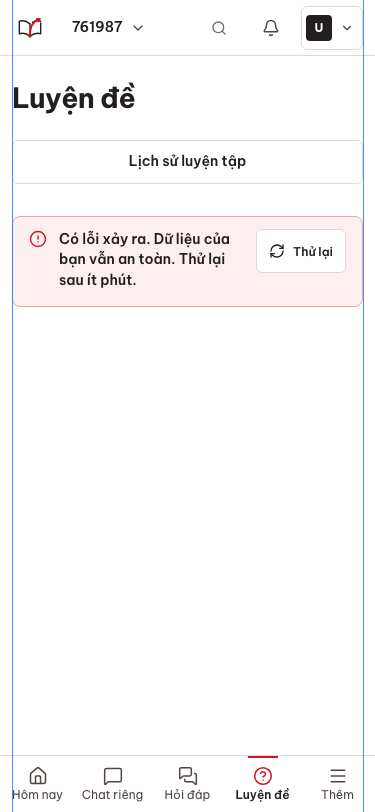 761987
U
Luyện đề
Lịch sử luyện tập
Có lỗi xảy ra. Dữ liệu của
bạn vẫn an toàn. Thử lại
sau ít phút.
Thử lại
Hôm nay
Chat riêng
Hỏi đáp
Luyện đề
Thêm